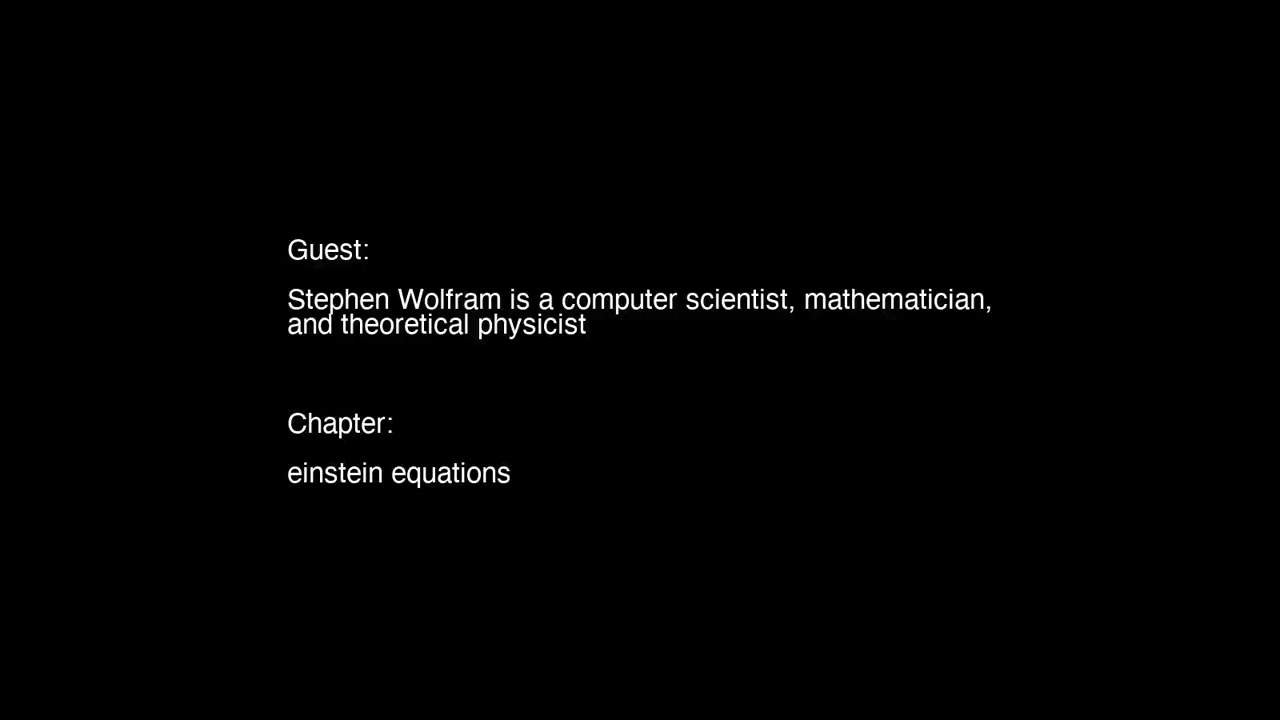 Guest:
Stephen Wolfram is a computer scientist, mathematician,
and theoretical physicist
Chapter:
einstein equations